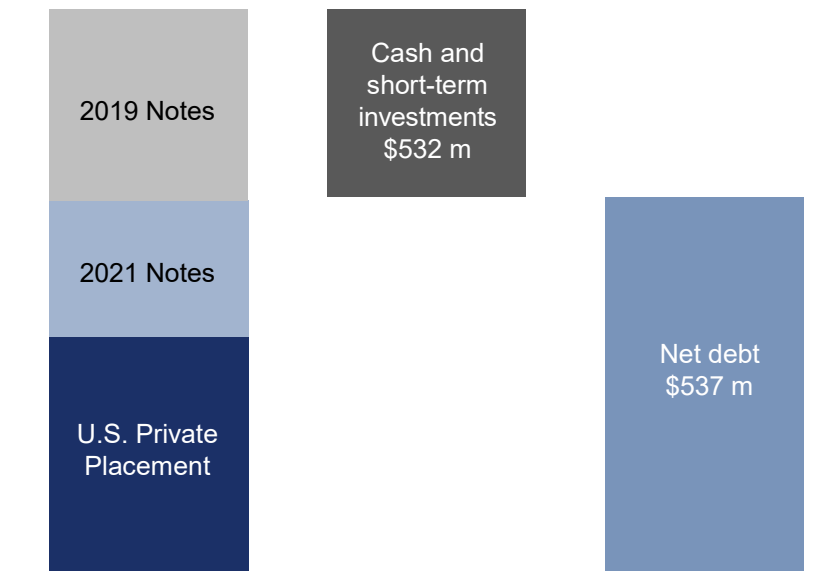 2019 Notes
2021 Notes
U.S. Private
Placement
Cash and
short-term
investments
$532 m
Net debt
$537 m